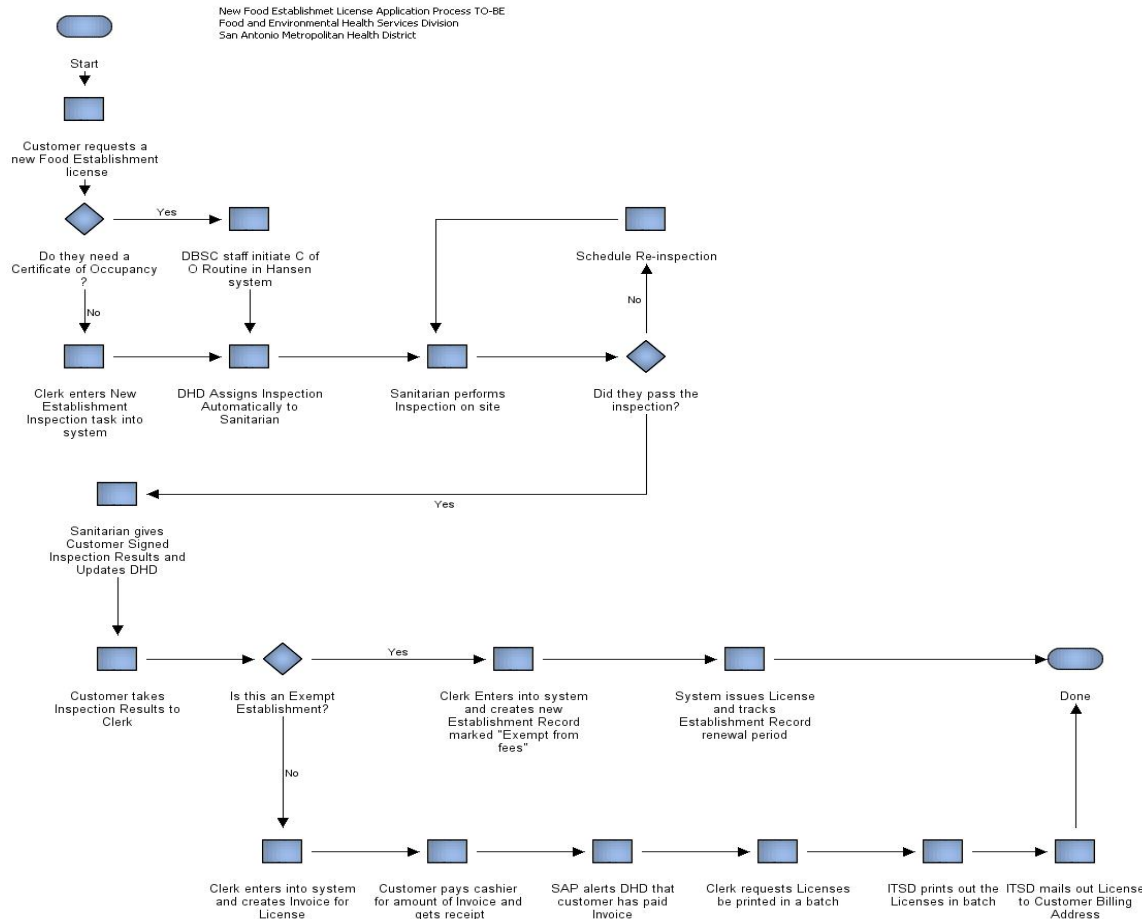 New Food Establishmet License Application Process TO-BE
Food and Environmental Health Services Division
San Antonio Metropolitan Health District
Start
Customer requests a
new Food Establishment
license
Yes
Do they need a
Certificate of Occupancy
?
DBSC staff initiate C of
O Routine in Hansen
system
Schedule Re-inspection
No
No
Clerk enters New
Establishment
Inspection task into
system
DHD Assigns Inspection
Automatically to
Sanitarian
Sanitarian performs
Inspection on site
Did they pass the
inspection?
Yes
Sanitarian gives
Customer Signed
Inspection Results and
Updates DHD
Yes
Customer takes
Inspection Results to
Clerk
Is this an Exempt
Establishment?
Clerk Enters into system
and creates new
Establishment Record
marked "Exempt from
fees"
System issues License
and tracks
Establishment Record
renewal period
Done
No
Clerk enters into system
and creates Invoice for
License
Customer pays cashier
for amount of Invoice and
gets receipt
SAP alerts DHD that
customer has paid
Invoice
Clerk requests Licenses
be printed in a batch
ITSD prints out the
Licenses in batch
ITSD mails out License
to Customer Billing
Address